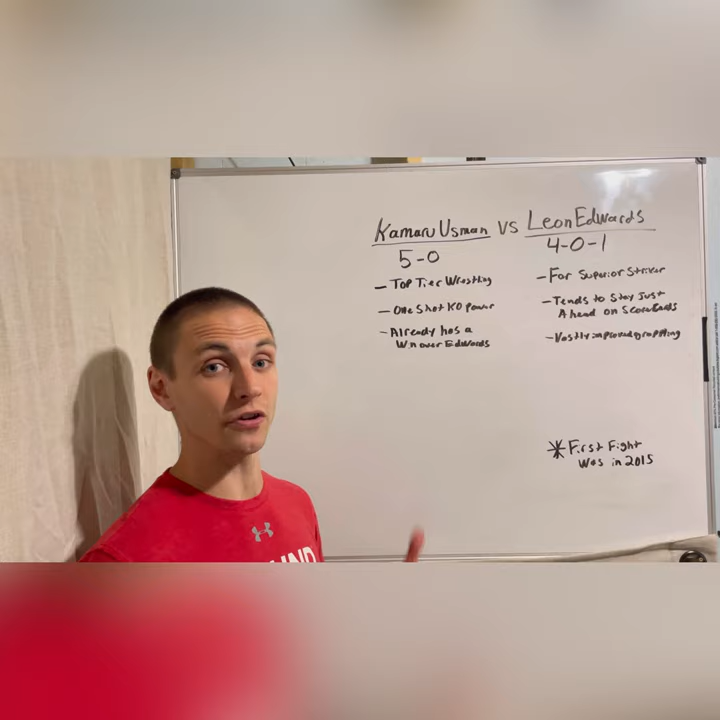 Kamaru Usman vs Leon Edwards
5-0
4-0-1
- Top Tier Wrestling
- One Shot KO Power
- Already has a
Win over Edwards
- For Superior Striker
- Tends to Stay Just
Ahead on Scorecards
- Vastly improved grappling
* First Fight
Was in 2015